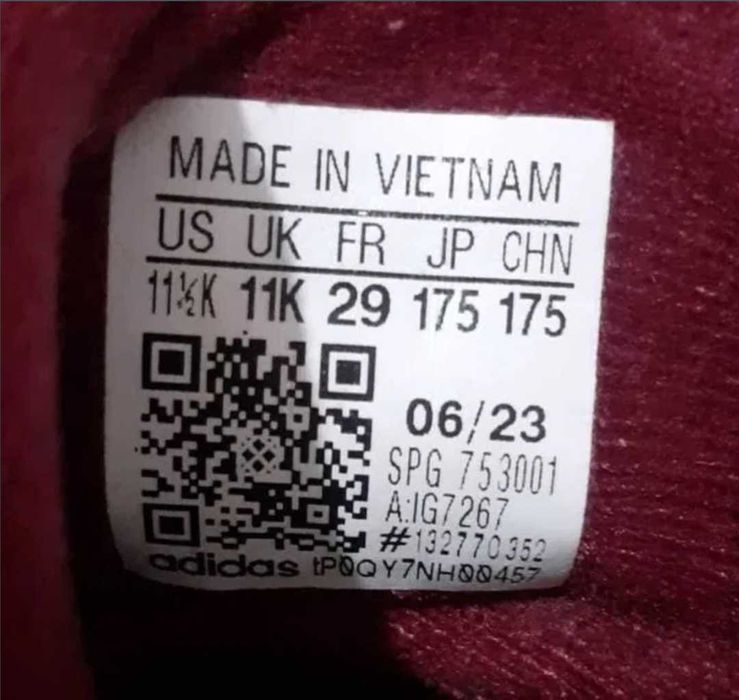 MADE IN VIETNAM
US UK FR JP CHN
11½K 11K 29 175 175
06/23
SPG 753001
A:IG7267
#132770352
adidas tP0QY7NH00457